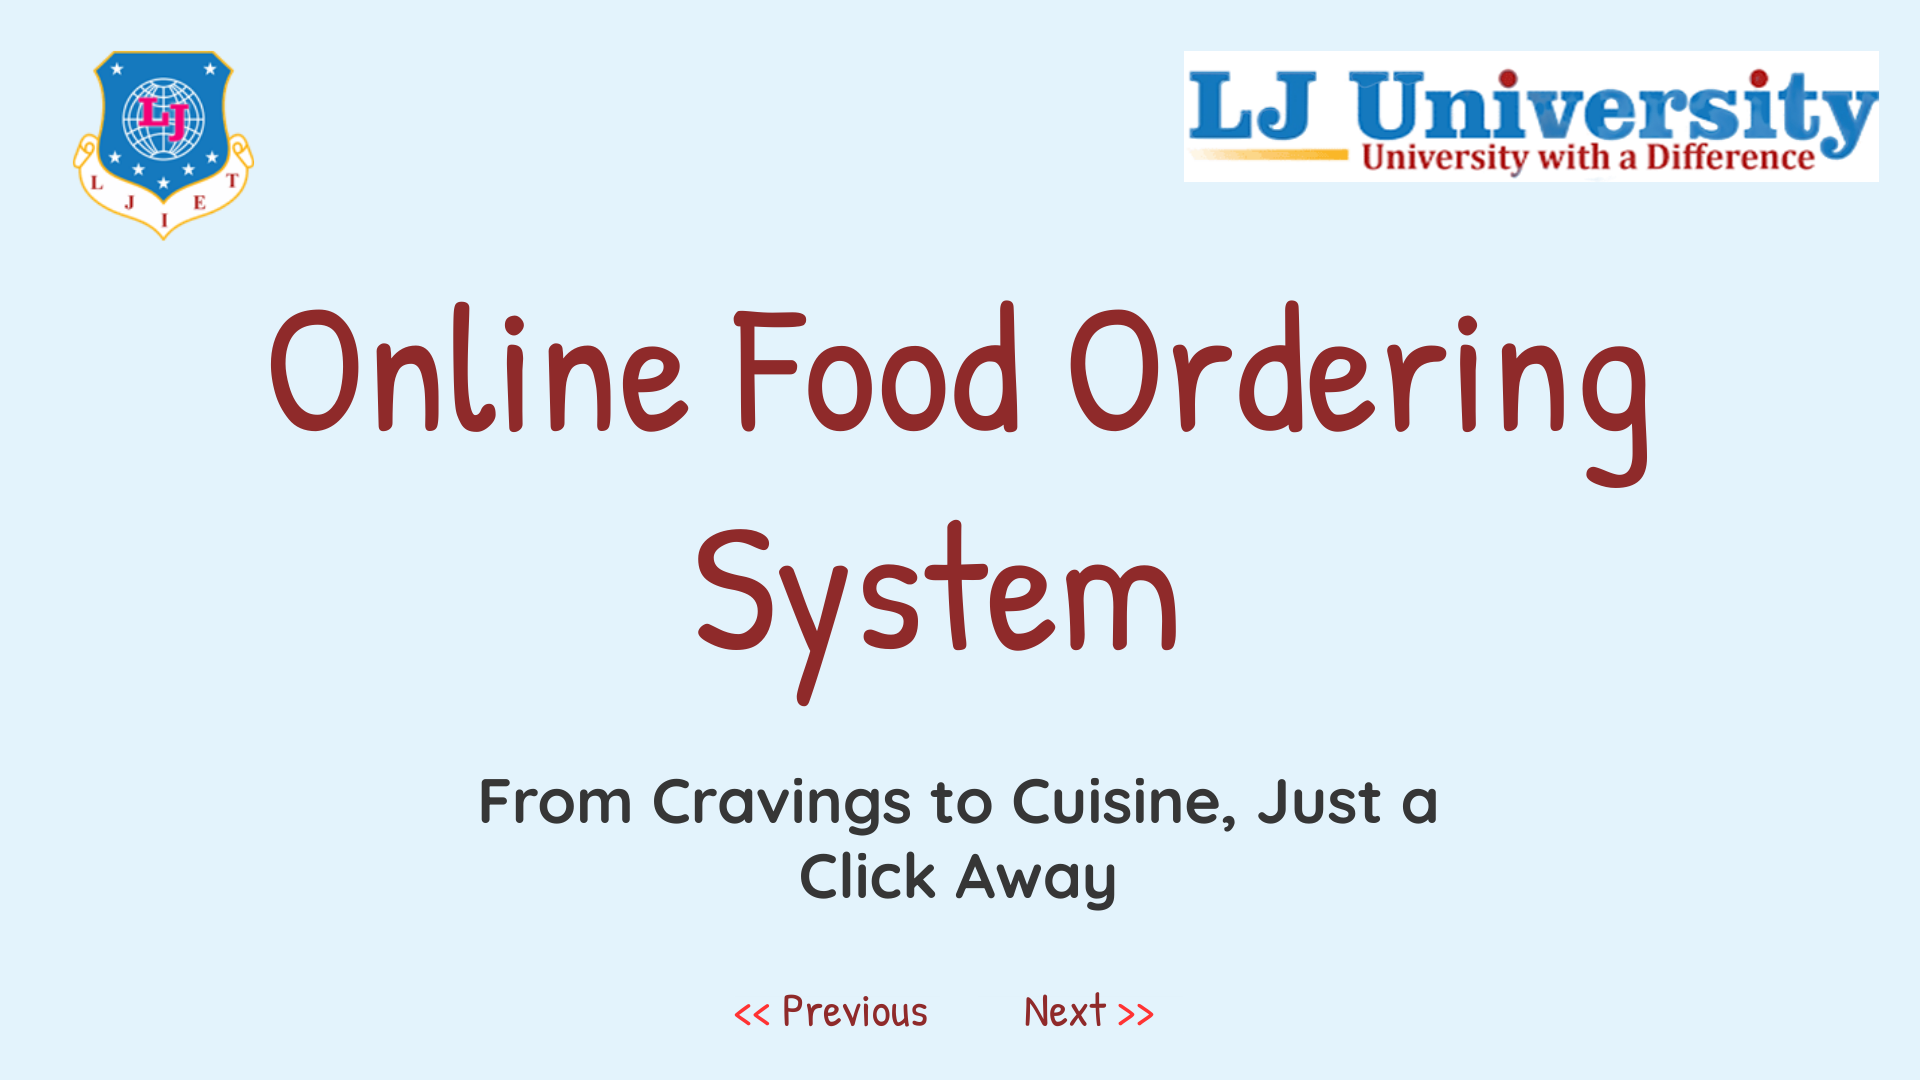 LJ
L J I E T
LJ University
University with a Difference
Online Food Ordering
System
From Cravings to Cuisine, Just a
Click Away
<< Previous Next >>